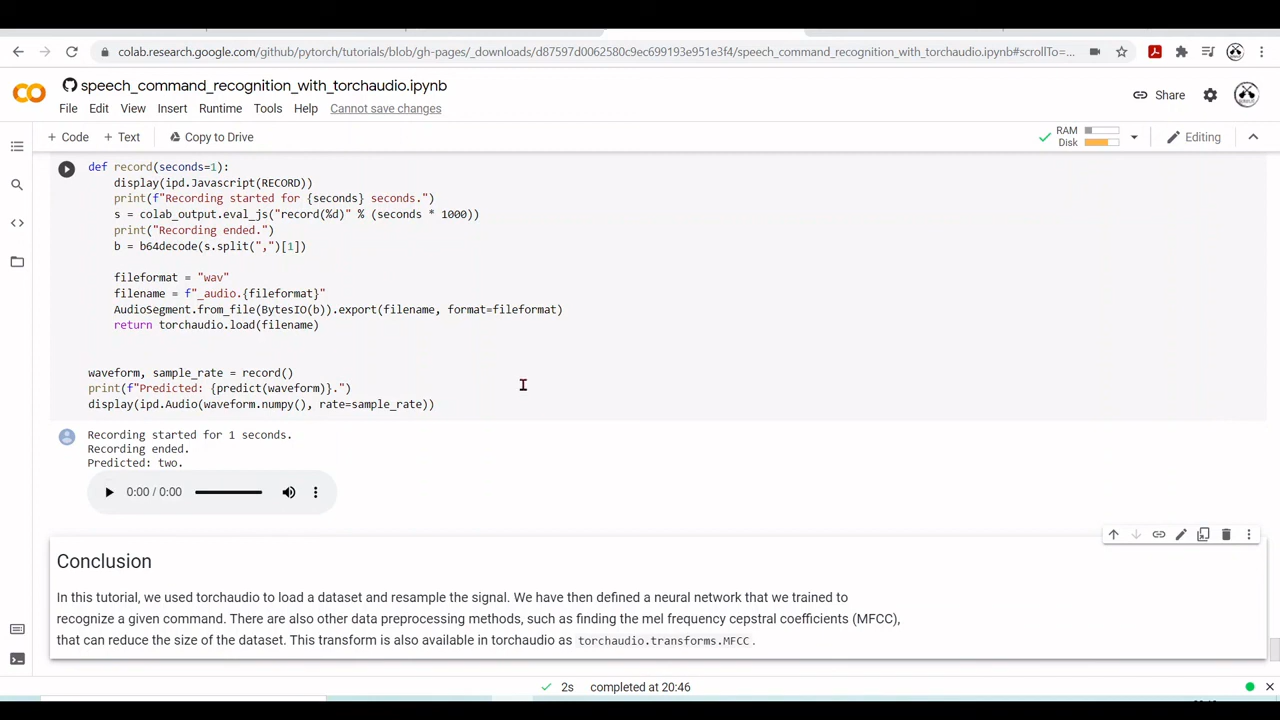 colab.research.google.com/github/pytorch/tutorials/blob/gh-pages/_downloads/d87597d0062580c9ec699193e951e3f4/speech_command_recognition_with_torchaudio.ipynb#scrollTo=...
speech_command_recognition_with_torchaudio.ipynb
Share
File Edit View Insert Runtime Tools Help Cannot save changes
+ Code + Text Copy to Drive
RAM
Disk
Editing
def record(seconds=1):
    display(ipd.Javascript(RECORD))
    print(f"Recording started for {seconds} seconds.")
    s = colab_output.eval_js("record(%d)" % (seconds * 1000))
    print("Recording ended.")
    b = b64decode(s.split(",")[1])
    fileformat = "wav"
    filename = f"_audio.{fileformat}"
    AudioSegment.from_file(BytesIO(b)).export(filename, format=fileformat)
    return torchaudio.load(filename)
waveform, sample_rate = record()
print(f"Predicted: {predict(waveform)}.")
display(ipd.Audio(waveform.numpy(), rate=sample_rate))
Recording started for 1 seconds.
Recording ended.
Predicted: two.
0:00 / 0:00
Conclusion
In this tutorial, we used torchaudio to load a dataset and resample the signal. We have then defined a neural network that we trained to
recognize a given command. There are also other data preprocessing methods, such as finding the mel frequency cepstral coefficients (MFCC),
that can reduce the size of the dataset. This transform is also available in torchaudio as torchaudio.transforms.MFCC .
2s completed at 20:46